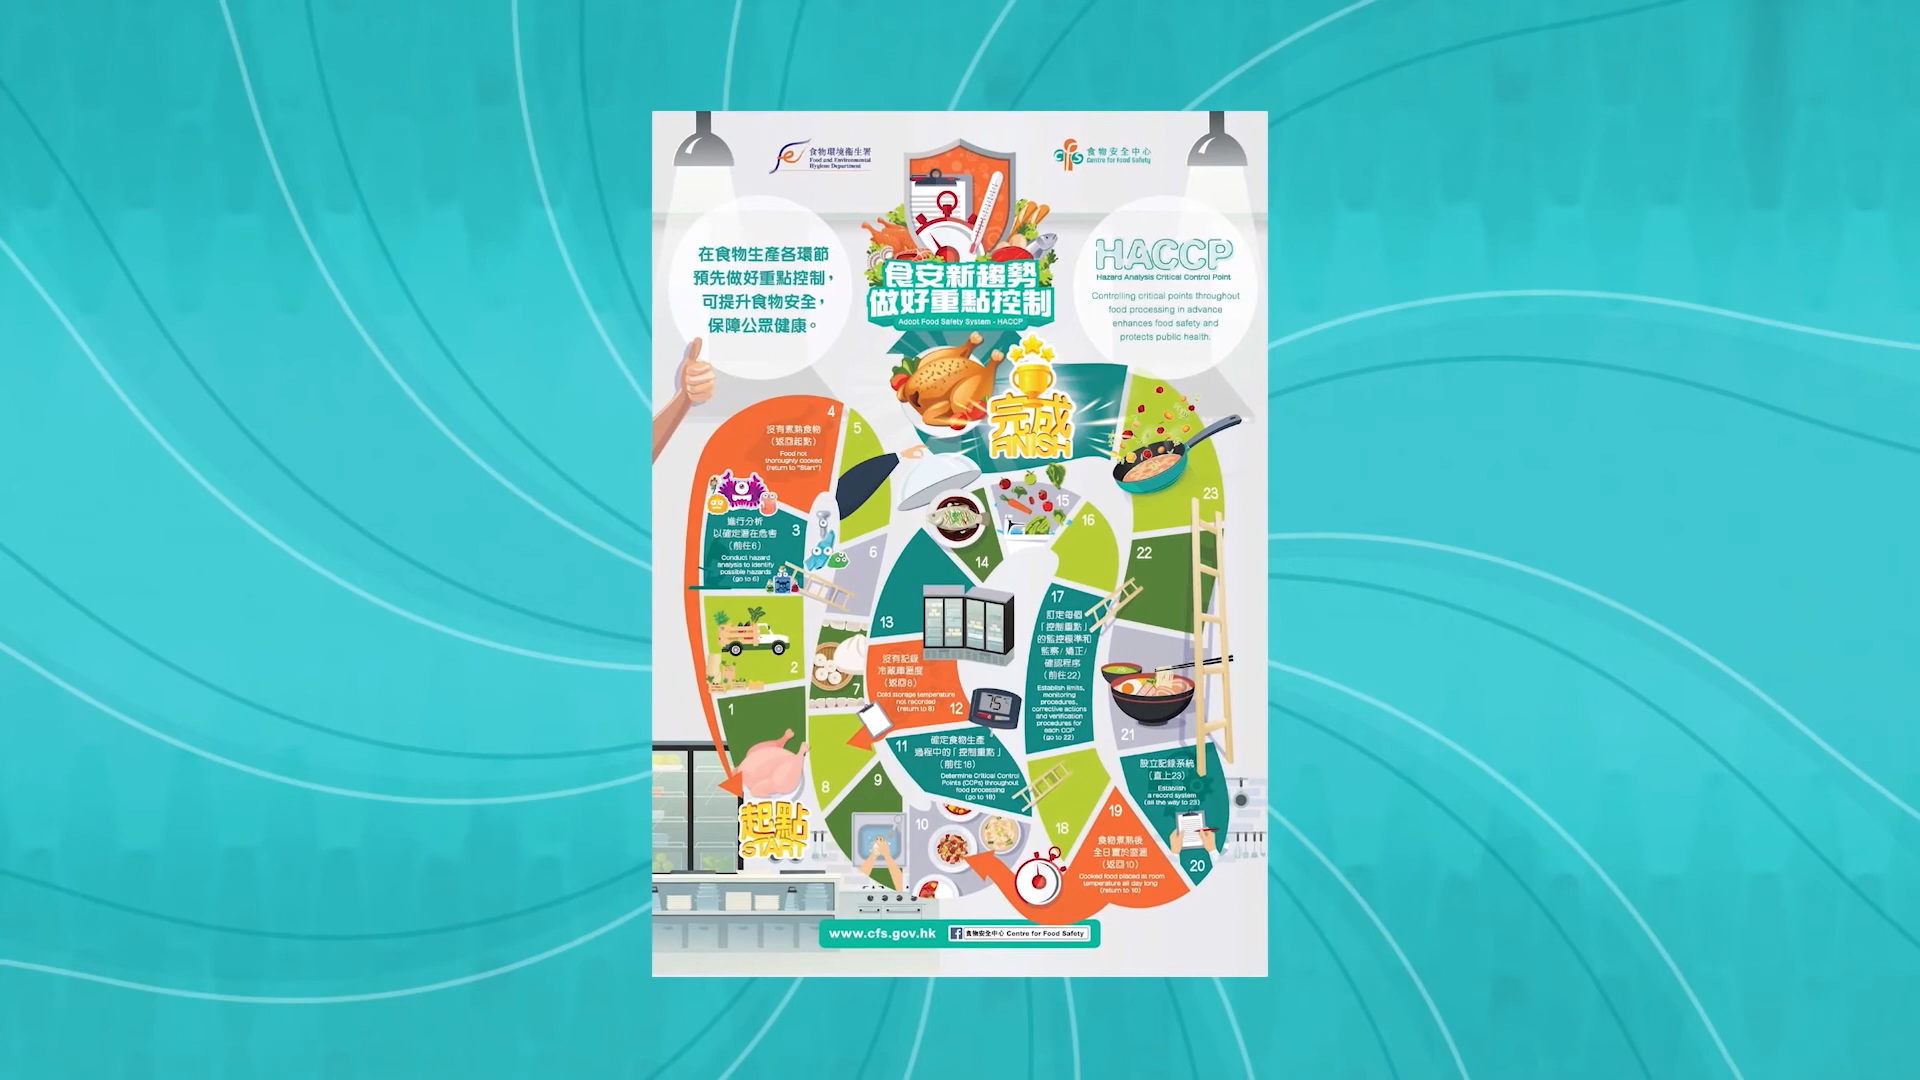 食物環境衞生署
Food and Environmental
Hygiene Department
食物安全中心
Centre for Food Safety
在食物生產各環節
預先做好重點控制，
可提升食物安全，
保障公眾健康。
食安新趨勢
做好重點控制
Adopt Food Safety System - HACCP
HACCP
Hazard Analysis Critical Control Point
Controlling critical points throughout
food processing in advance
enhances food safety and
protects public health.
完成
FINISH
4
沒有煮熟食物
（返回起點）
Food not
thoroughly cooked
(return to "Start")
5
3
進行分析
以確定潛在危害
（前往6）
Conduct hazard
analysis to identify
possible hazards
(go to 6)
6
2
7
1
8
起點
START
9
10
11
確定食物生產
過程中的「控制重點」
（前往18）
Determine Critical Control
Points (CCPs) throughout
food processing
(go to 18)
沒有記錄
冷藏庫溫度
（返回8）
Cold storage temperature
not recorded
(return to 8)
12
13
14
15
16
17
訂定每個
「控制重點」
的監控標準和
監察/矯正/
確認程序
（前往22）
Establish limits,
monitoring
procedures,
corrective actions
and verification
procedures for
each CCP
(go to 22)
18
19
食物煮熟後
全日置於室溫
（返回10）
Cooked food placed at room
temperature all day long
(return to 10)
設立記錄系統
（直上23）
Establish
a record system
(all the way to 23)
20
21
22
23
www.cfs.gov.hk
食物安全中心 Centre for Food Safety